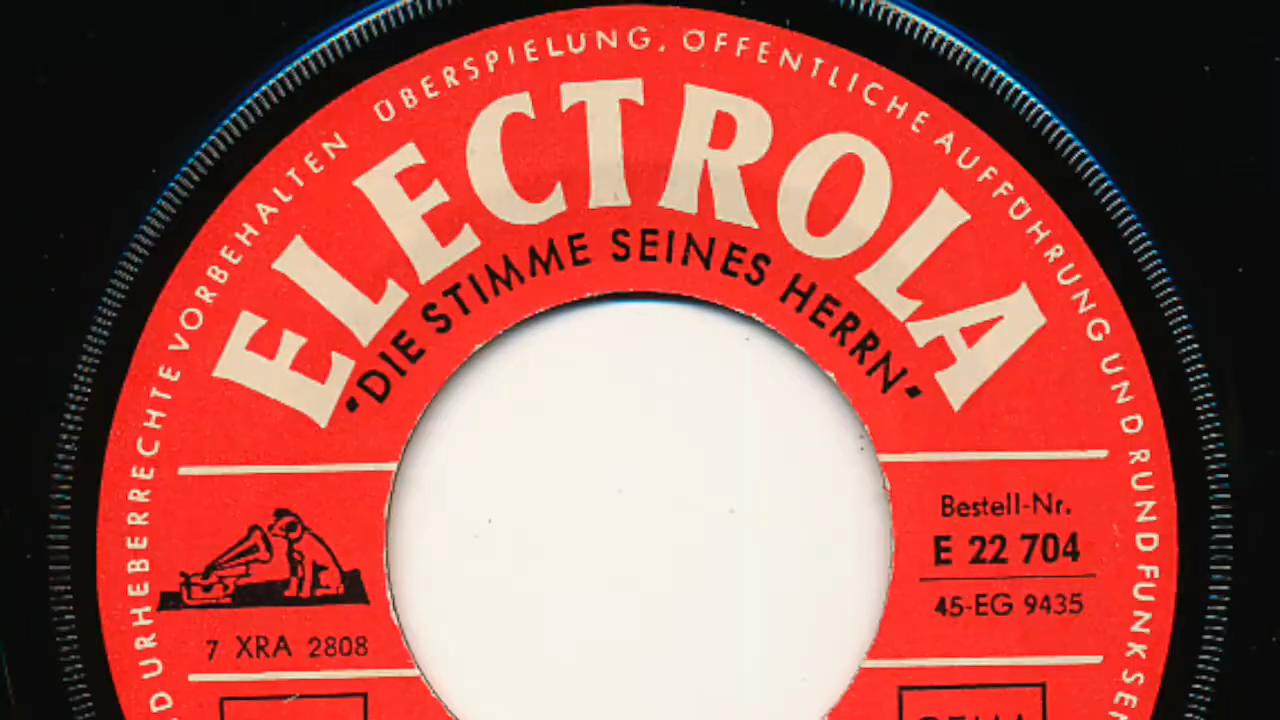 D URHEBERRECHTE VORBEHALTEN ÜBERSPIELUNG, ÖFFENTLICHE AUFFÜHRUNG UND RUNDFUNK
ELECTROLA
"DIE STIMME SEINES HERRN"
7 XRA 2808
Bestell-Nr.
E 22 704
45-EG 9435